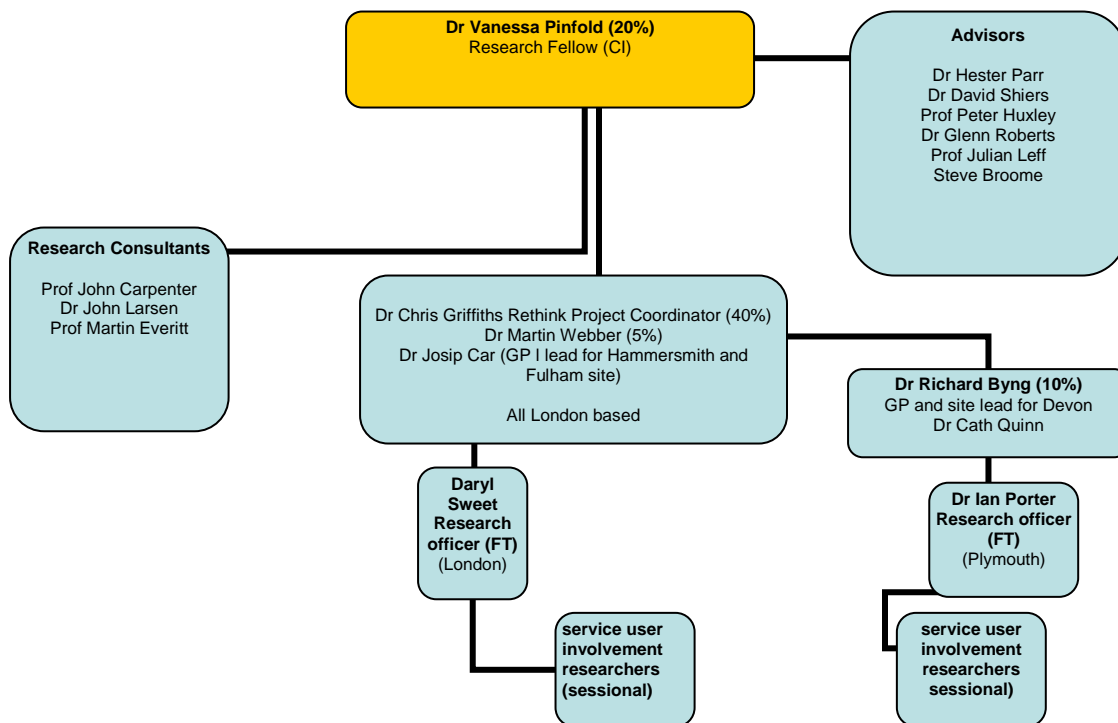 Dr Vanessa Pinfold (20%)
Research Fellow (CI)
Advisors
Dr Hester Parr
Dr David Shiers
Prof Peter Huxley
Dr Glenn Roberts
Prof Julian Leff
Steve Broome
Research Consultants
Prof John Carpenter
Dr John Larsen
Prof Martin Everitt
Dr Chris Griffiths Rethink Project Coordinator (40%)
Dr Martin Webber (5%)
Dr Josip Car (GP l lead for Hammersmith and
Fulham site)
All London based
Dr Richard Byng (10%)
GP and site lead for Devon
Dr Cath Quinn
Daryl
Sweet
Research
officer (FT)
(London)
Dr Ian Porter
Research officer
(FT)
(Plymouth)
service user
involvement
researchers
(sessional)
service user
involvement
researchers
sessional)